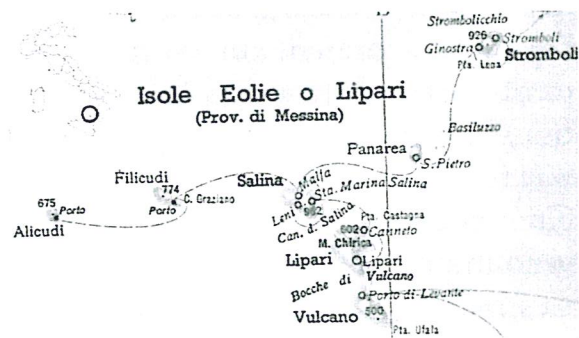 Strombolicchio
926
Stromboli
Ginostra
Stromboli
Pta. Lena
Isole Eolie o Lipari
(Prov. di Messina)
Basiluzzo
Panarea
S. Pietro
Filicudi
774
C. Graziano
Porto
675
Porto
Alicudi
Salina
Malfa
Sta. Marina Salina
Leni
962
Can. d. Salina
Pta. Castagna
602
Canneto
M. Chirica
Lipari
Lipari
Bocche di Vulcano
Porto di Levante
Vulcano
500